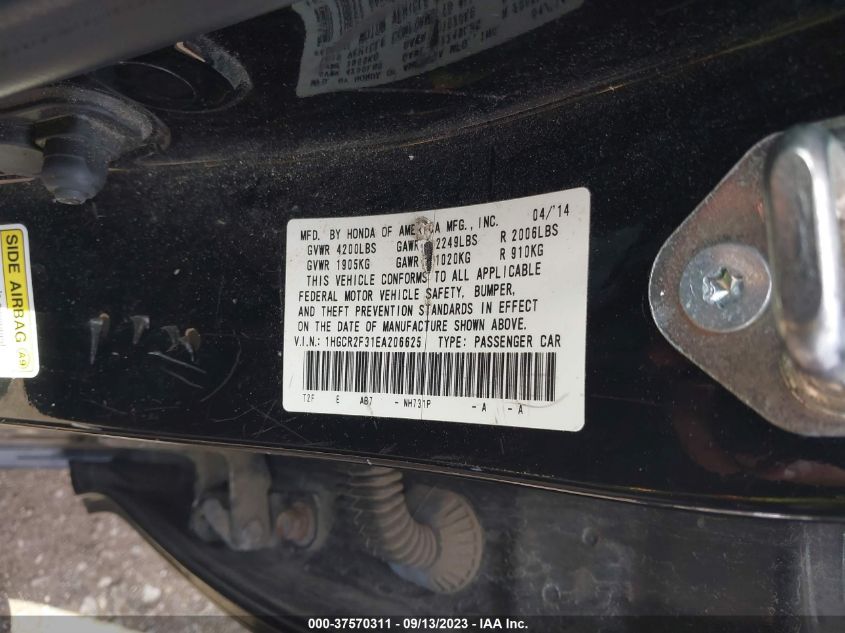 MFD. BY HONDA OF AMERICA MFG., INC. 04/'14
GVWR 4200LBS GAWR 2249LBS R 2006LBS
GVWR 1905KG GAWR 1020KG R 910KG
THIS VEHICLE CONFORMS TO ALL APPLICABLE
FEDERAL MOTOR VEHICLE SAFETY, BUMPER,
AND THEFT PREVENTION STANDARDS IN EFFECT
ON THE DATE OF MANUFACTURE SHOWN ABOVE.
V.I.N.: 1HGCR2F31EA206625 TYPE: PASSENGER CAR
T2F E AB7 - NH731P - A - A
SIDE AIRBAG A9
000-37570311 - 09/13/2023 - IAA Inc.